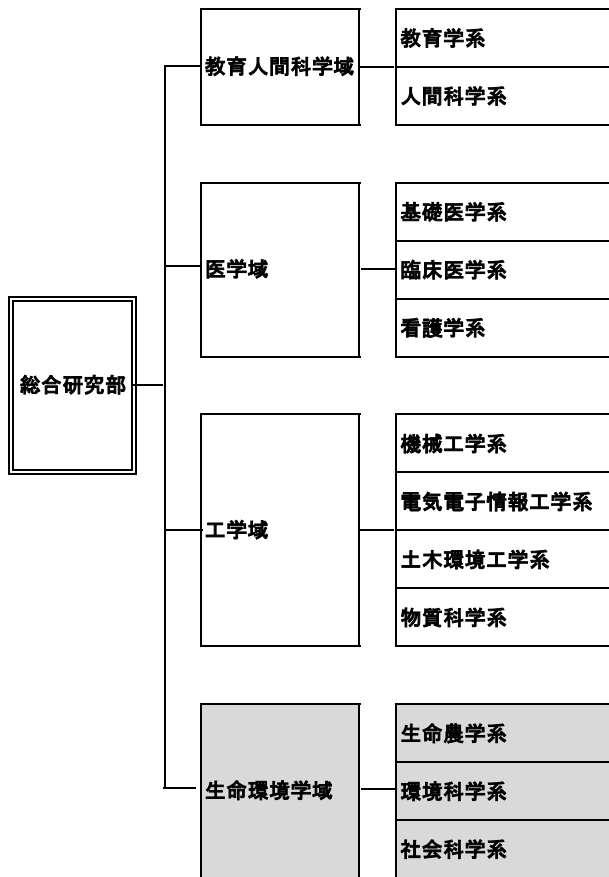 教育人間科学域
教育学系
人間科学系
医学域
基礎医学系
臨床医学系
看護学系
総合研究部
工学域
機械工学系
電気電子情報工学系
土木環境工学系
物質科学系
生命環境学域
生命農学系
環境科学系
社会科学系